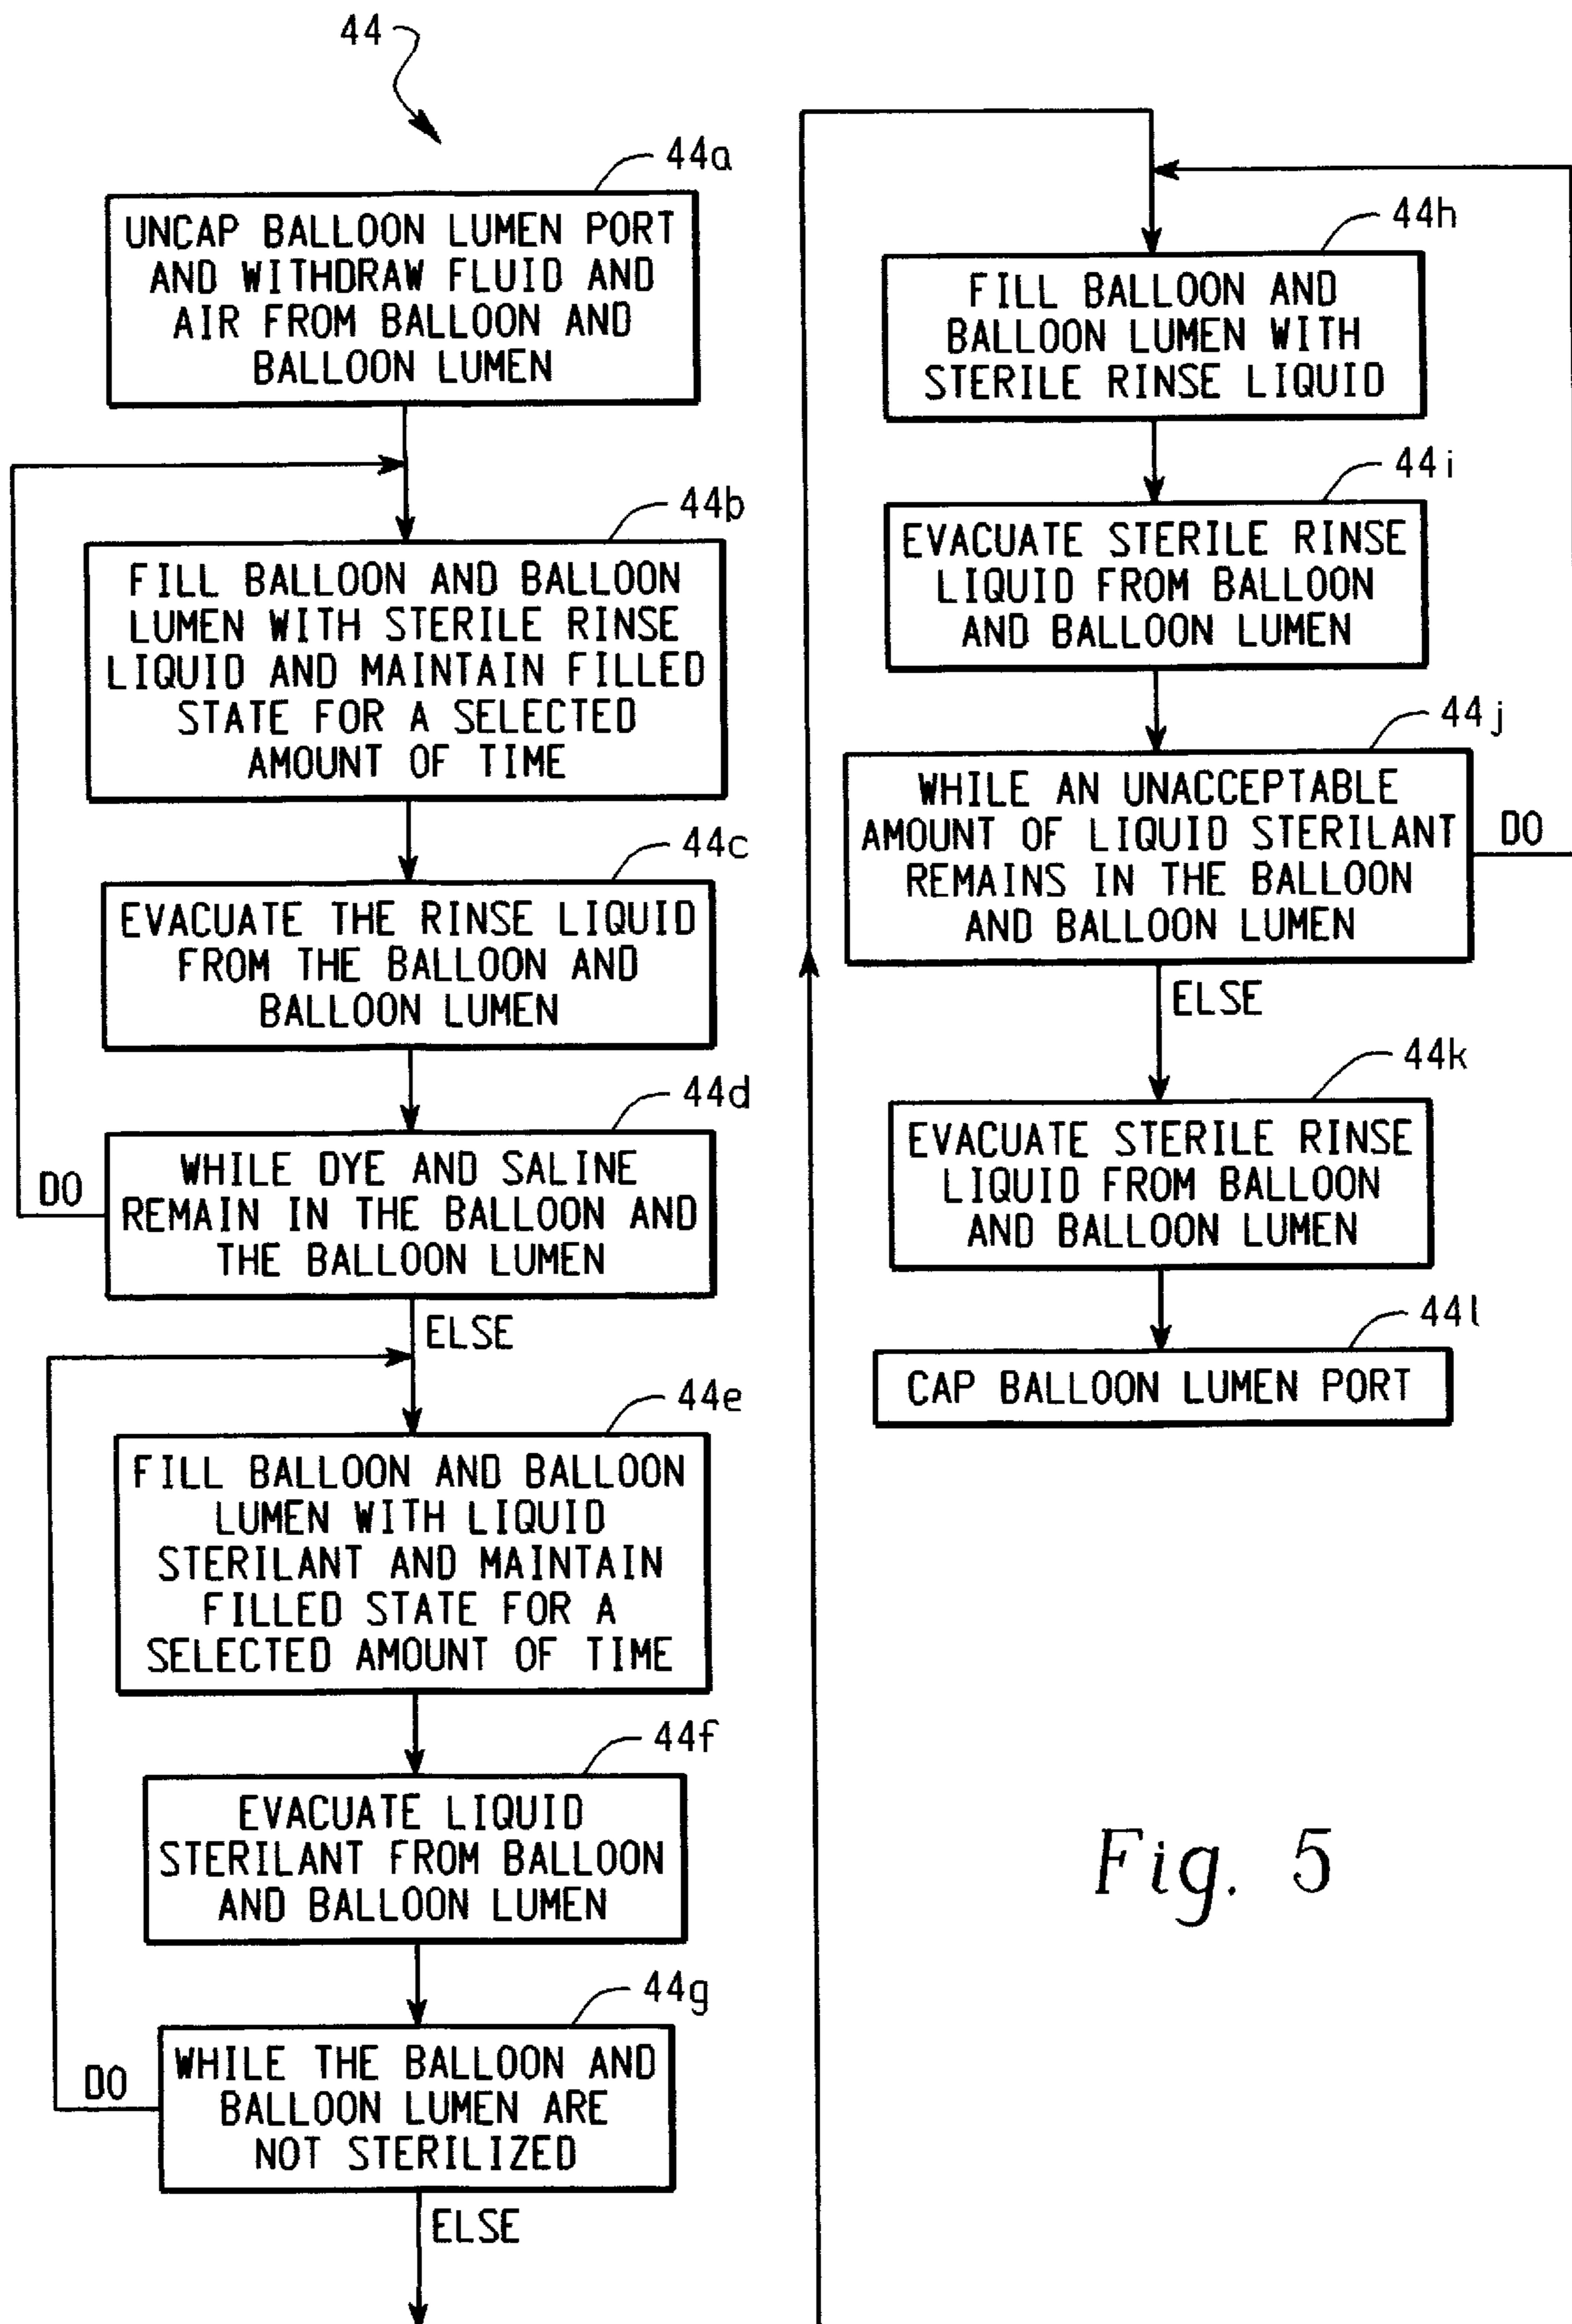 44
44a
UNCAP BALLOON LUMEN PORT
AND WITHDRAW FLUID AND
AIR FROM BALLOON AND
BALLOON LUMEN
44b
FILL BALLOON AND BALLOON
LUMEN WITH STERILE RINSE
LIQUID AND MAINTAIN FILLED
STATE FOR A SELECTED
AMOUNT OF TIME
44c
EVACUATE THE RINSE LIQUID
FROM THE BALLOON AND
BALLOON LUMEN
44d
WHILE DYE AND SALINE
REMAIN IN THE BALLOON AND
THE BALLOON LUMEN
DO
ELSE
44e
FILL BALLOON AND BALLOON
LUMEN WITH LIQUID
STERILANT AND MAINTAIN
FILLED STATE FOR A
SELECTED AMOUNT OF TIME
44f
EVACUATE LIQUID
STERILANT FROM BALLOON
AND BALLOON LUMEN
44g
WHILE THE BALLOON AND
BALLOON LUMEN ARE
NOT STERILIZED
DO
ELSE
44h
FILL BALLOON AND
BALLOON LUMEN WITH
STERILE RINSE LIQUID
44i
EVACUATE STERILE RINSE
LIQUID FROM BALLOON
AND BALLOON LUMEN
44j
WHILE AN UNACCEPTABLE
AMOUNT OF LIQUID STERILANT
REMAINS IN THE BALLOON
AND BALLOON LUMEN
DO
ELSE
44k
EVACUATE STERILE RINSE
LIQUID FROM BALLOON
AND BALLOON LUMEN
44l
CAP BALLOON LUMEN PORT
Fig. 5